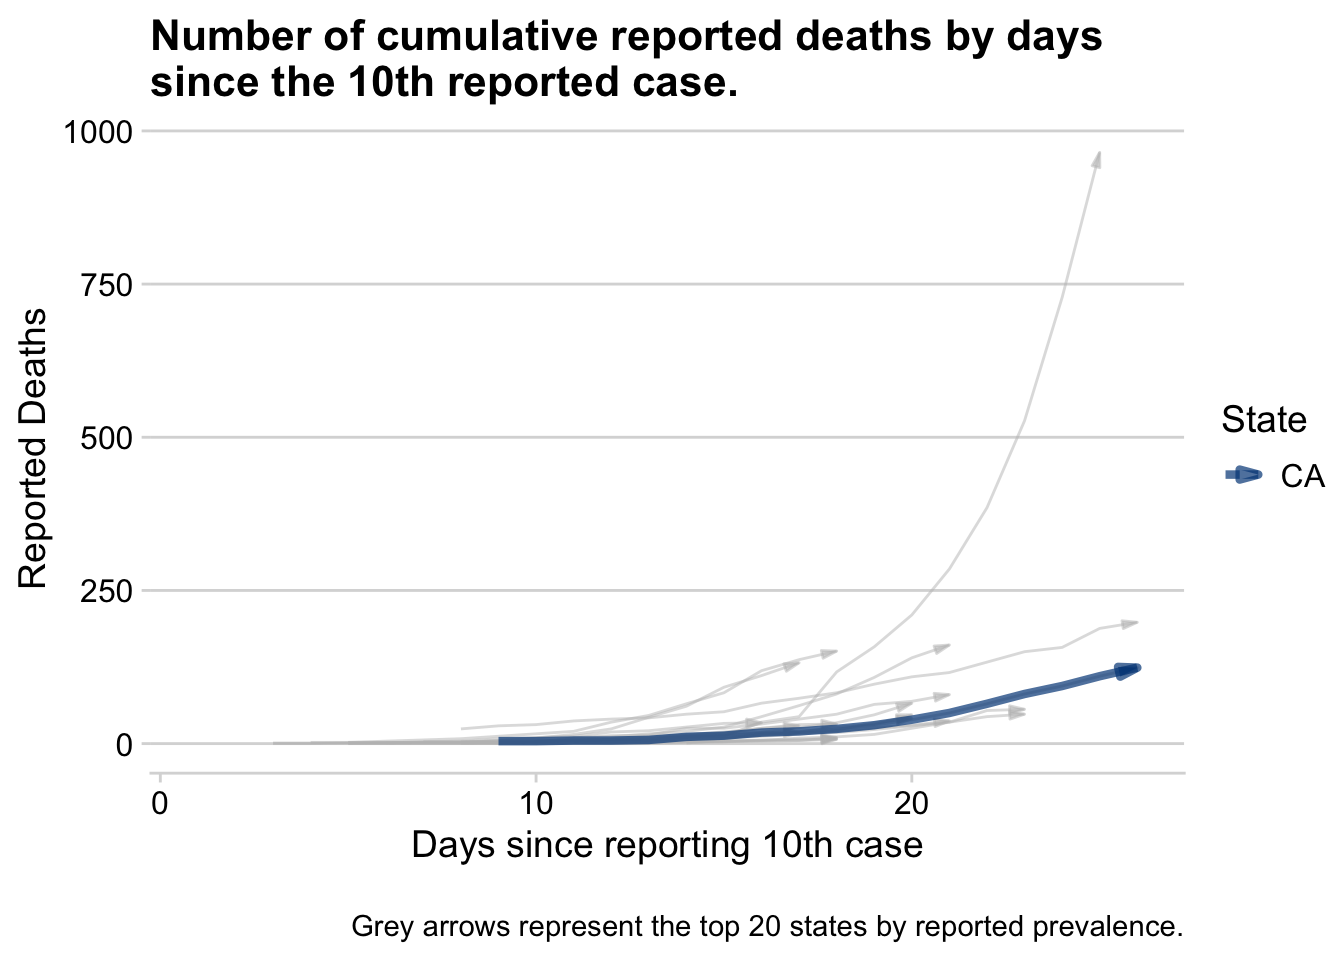 Number of cumulative reported deaths by days
since the 10th reported case.
1000
750
500
250
0
Reported Deaths
0 10 20
Days since reporting 10th case
State
CA
Grey arrows represent the top 20 states by reported prevalence.